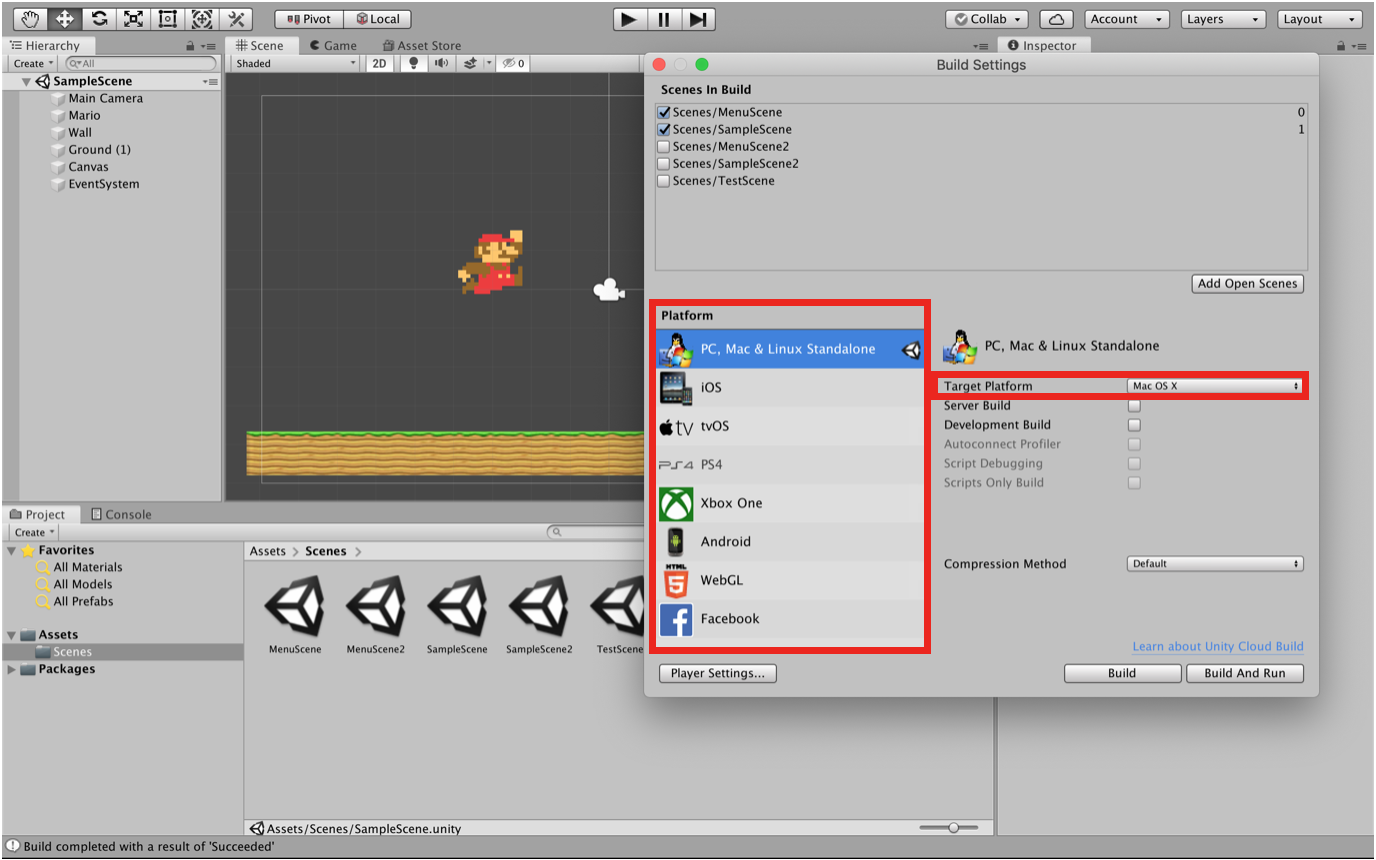 Pivot
Local
Collab
Account
Layers
Layout
Hierarchy
Scene
Game
Asset Store
Inspector
Create
All
Shaded
2D
0
SampleScene
Main Camera
Mario
Wall
Ground (1)
Canvas
EventSystem
Build Settings
Scenes In Build
Scenes/MenuScene 0
Scenes/SampleScene 1
Scenes/MenuScene2
Scenes/SampleScene2
Scenes/TestScene
Add Open Scenes
Platform
PC, Mac & Linux Standalone
iOS
tv tvOS
PS4 PS4
Xbox One
Android
HTML 5 WebGL
f Facebook
PC, Mac & Linux Standalone
Target Platform Mac OS X
Server Build
Development Build
Autoconnect Profiler
Script Debugging
Scripts Only Build
Compression Method Default
Learn about Unity Cloud Build
Player Settings...
Build
Build And Run
Project
Console
Create
Favorites
All Materials
All Models
All Prefabs
Assets
Scenes
Packages
Assets > Scenes >
MenuScene
MenuScene2
SampleScene
SampleScene2
TestScene
Assets/Scenes/SampleScene.unity
Build completed with a result of 'Succeeded'